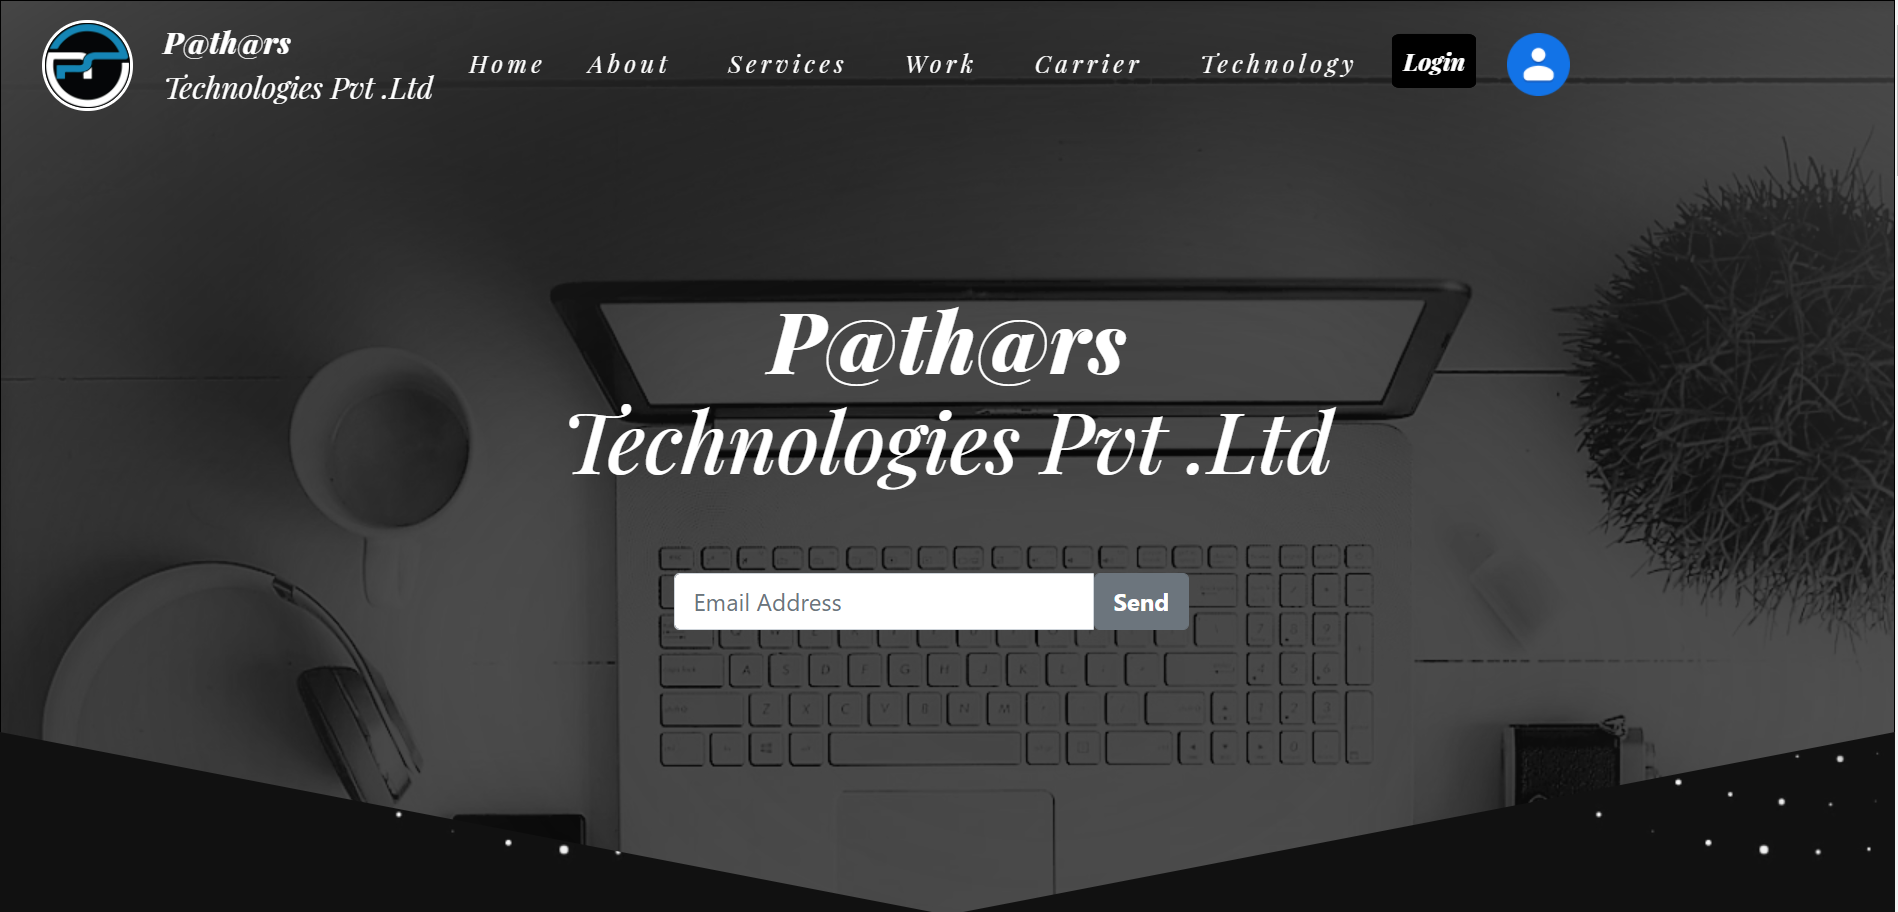 P@th@rs
Technologies Pvt .Ltd
Home About Services Work Carrier Technology Login
P@th@rs
Technologies Pvt .Ltd
Email Address Send
A S D F G H J K L
Z X C V B N M